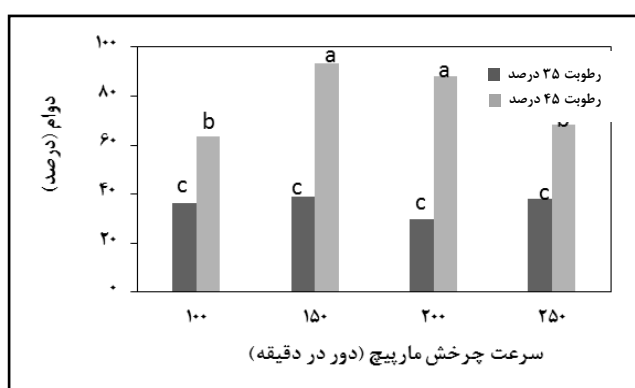 ۱۰۰
۸۰
۶۰
۴۰
۲۰
۰
دوام (درصد)
رطوبت ۳۵ درصد
رطوبت ۴۵ درصد
c
b
c
a
c
a
c
۱۰۰
۱۵۰
۲۰۰
۲۵۰
سرعت چرخش مارپیچ (دور در دقیقه)